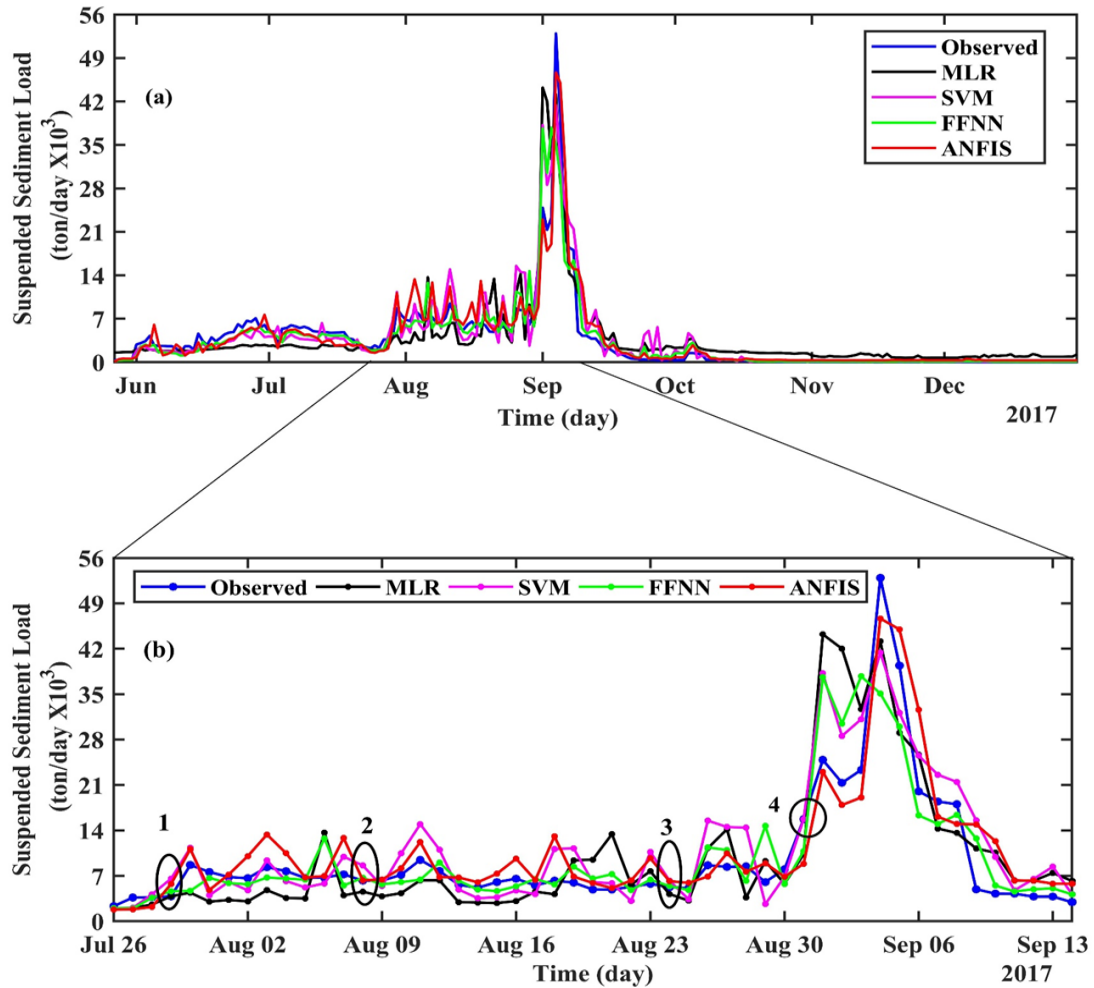 56
49
42
35
28
21
14
7
0
Suspended Sediment Load
(ton/day X10³)
(a)
Observed
MLR
SVM
FFNN
ANFIS
Jun Jul Aug Sep Oct Nov Dec
Time (day)
2017
56
49
42
35
28
21
14
7
0
Suspended Sediment Load
(ton/day X10³)
Observed MLR SVM FFNN ANFIS
(b)
1 2 3 4
Jul 26 Aug 02 Aug 09 Aug 16 Aug 23 Aug 30 Sep 06 Sep 13
Time (day)
2017